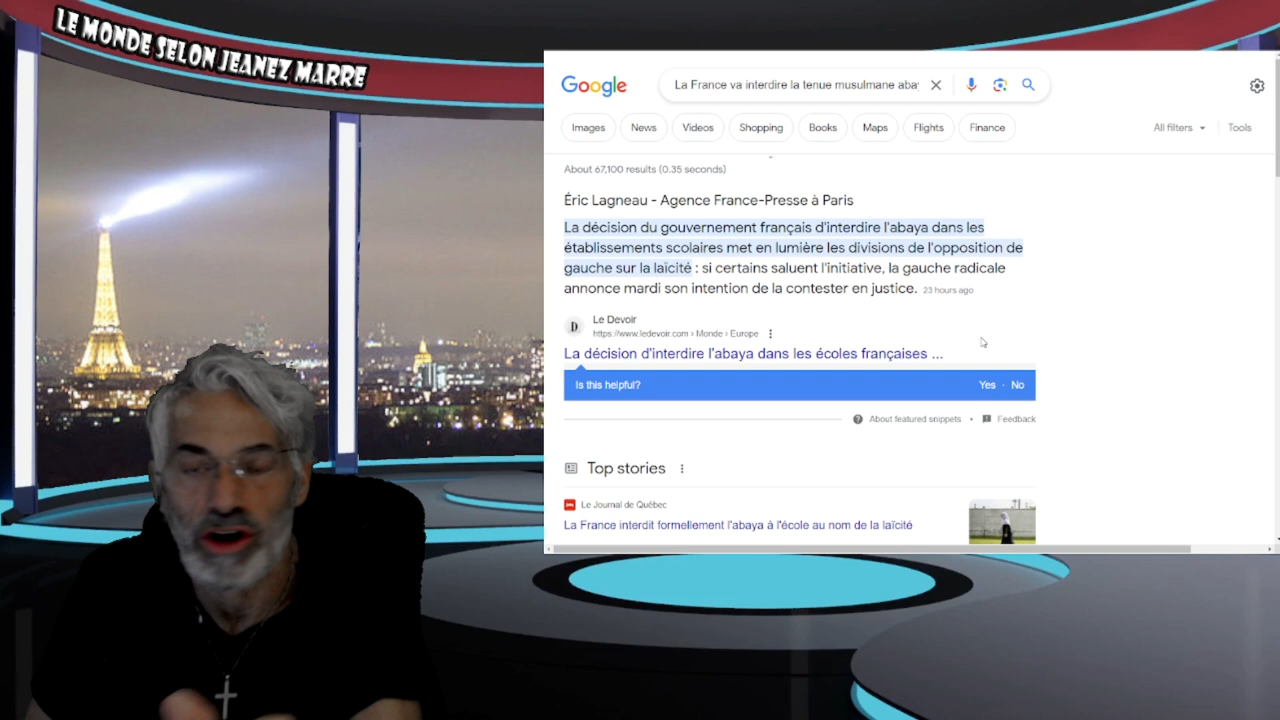 LE MONDE SELON JEANEZ MARRE
Google
La France va interdire la tenue musulmane aba
Images
News
Videos
Shopping
Books
Maps
Flights
Finance
All filters
Tools
About 67,100 results (0.35 seconds)
Éric Lagneau - Agence France-Presse à Paris
La décision du gouvernement français d'interdire l'abaya dans les
établissements scolaires met en lumière les divisions de l'opposition de
gauche sur la laïcité : si certains saluent l'initiative, la gauche radicale
annonce mardi son intention de la contester en justice. 23 hours ago
D
Le Devoir
https://www.ledevoir.com › Monde › Europe
La décision d'interdire l'abaya dans les écoles françaises ...
Is this helpful?
Yes · No
About featured snippets • Feedback
Top stories
Le Journal de Québec
La France interdit formellement l'abaya à l'école au nom de la laïcité